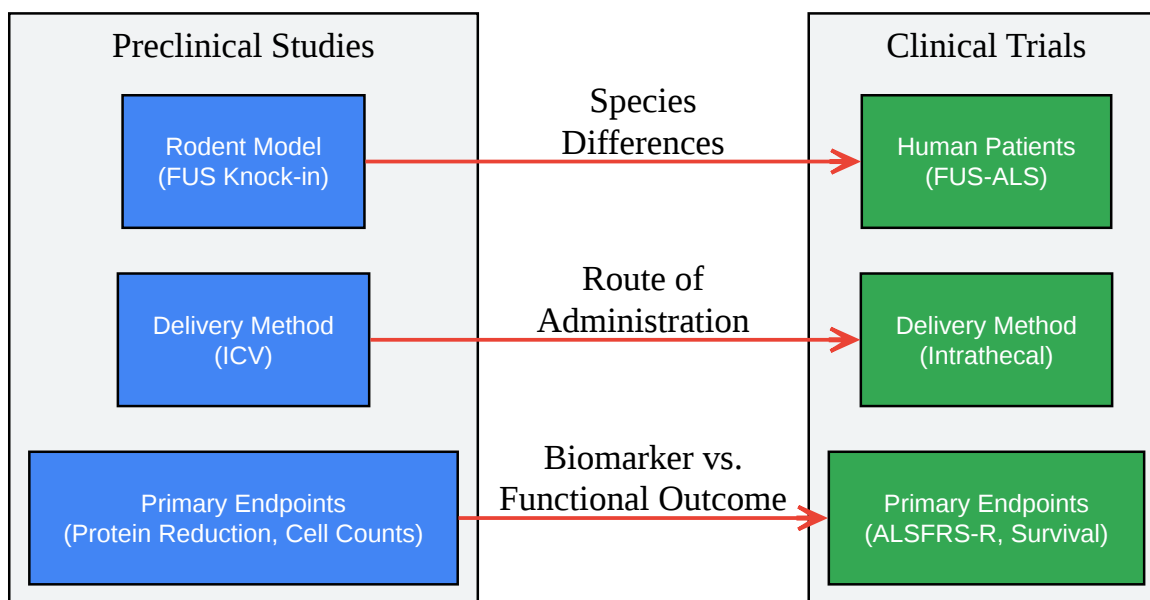 Preclinical Studies
Clinical Trials
Rodent Model
(FUS Knock-in)
Species
Differences
Human Patients
(FUS-ALS)
Delivery Method
(ICV)
Route of
Administration
Delivery Method
(Intrathecal)
Primary Endpoints
(Protein Reduction, Cell Counts)
Biomarker vs.
Functional Outcome
Primary Endpoints
(ALSFRS-R, Survival)